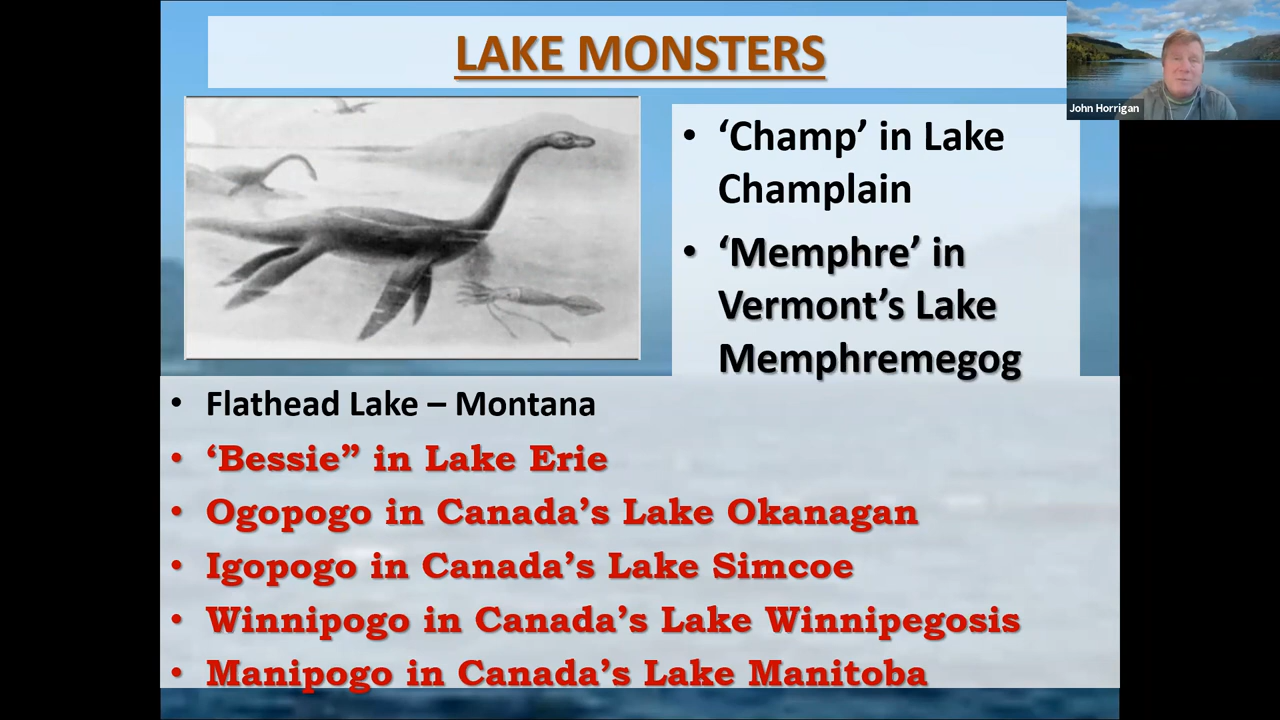 LAKE MONSTERS
John Horrigan
• ‘Champ’ in Lake
Champlain
• ‘Memphre’ in
Vermont’s Lake
Memphremegog
• Flathead Lake – Montana
• ‘Bessie” in Lake Erie
• Ogopogo in Canada’s Lake Okanagan
• Igopogo in Canada’s Lake Simcoe
• Winnipogo in Canada’s Lake Winnipegosis
• Manipogo in Canada’s Lake Manitoba